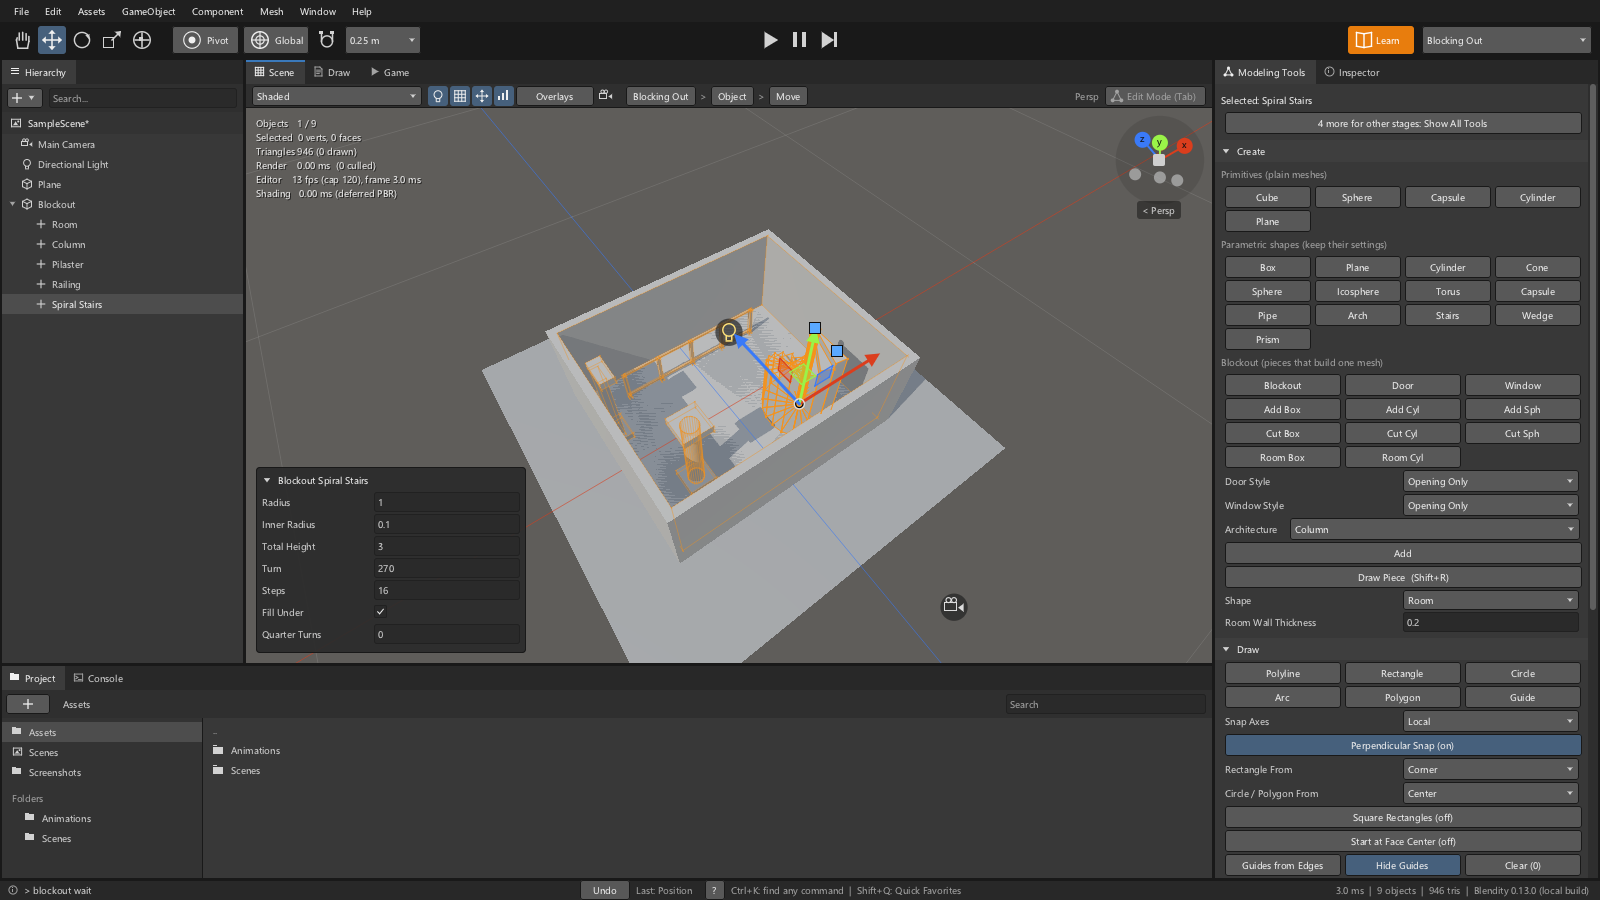 File Edit Assets GameObject Component Mesh Window Help
Pivot Global 0.25 m Learn Blocking Out
Hierarchy
Search...
SampleScene*
Main Camera
Directional Light
Plane
Blockout
Room
Column
Pilaster
Railing
Spiral Stairs
Scene Draw Game
Shaded Overlays Blocking Out > Object > Move Persp Edit Mode (Tab)
Objects 1 / 9
Selected 0 verts, 0 faces
Triangles 946 (0 drawn)
Render 0.00 ms (0 culled)
Editor 13 fps (cap 120), frame 3.0 ms
Shading 0.00 ms (deferred PBR)
z y x
< Persp
Blockout Spiral Stairs
Radius 1
Inner Radius 0.1
Total Height 3
Turn 270
Steps 16
Fill Under
Quarter Turns 0
Modeling Tools Inspector
Selected: Spiral Stairs
4 more for other stages: Show All Tools
Create
Primitives (plain meshes)
Cube Sphere Capsule Cylinder
Plane
Parametric shapes (keep their settings)
Box Plane Cylinder Cone
Sphere Icosphere Torus Capsule
Pipe Arch Stairs Wedge
Prism
Blockout (pieces that build one mesh)
Blockout Door Window
Add Box Add Cyl Add Sph
Cut Box Cut Cyl Cut Sph
Room Box Room Cyl
Door Style Opening Only
Window Style Opening Only
Architecture Column
Add
Draw Piece (Shift+R)
Shape Room
Room Wall Thickness 0.2
Draw
Polyline Rectangle Circle
Arc Polygon Guide
Snap Axes Local
Perpendicular Snap (on)
Rectangle From Corner
Circle / Polygon From Center
Square Rectangles (off)
Start at Face Center (off)
Guides from Edges Hide Guides Clear (0)
Project Console
Assets Search
Assets
Scenes
Screenshots
Folders
Animations
Scenes
..
Animations
Scenes
> blockout wait Undo Last: Position ? Ctrl+K: find any command | Shift+Q: Quick Favorites 3.0 ms | 9 objects | 946 tris | Blendity 0.13.0 (local build)